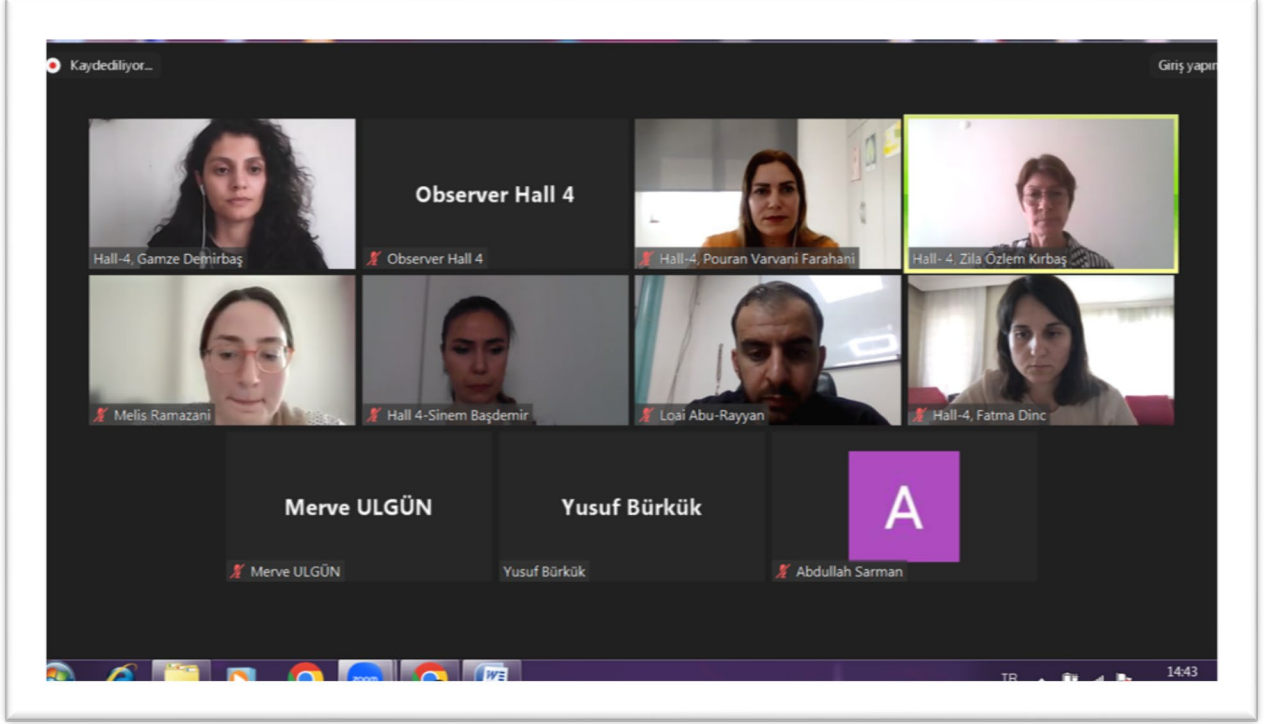 Kaydediliyor...
Giriş yapın
Hall-4, Gamze Demirbaş
Observer Hall 4
Observer Hall 4
Hall-4, Pouran Varvani Farahani
Hall- 4, Zila Özlem Kırbaş
Melis Ramazani
Hall 4-Sinem Başdemir
Loai Abu-Rayyan
Hall-4, Fatma Dinc
Merve ULGÜN
Merve ULGÜN
Yusuf Bürkük
Yusuf Bürkük
A
Abdullah Sarman
zoom
W
TR
14:43